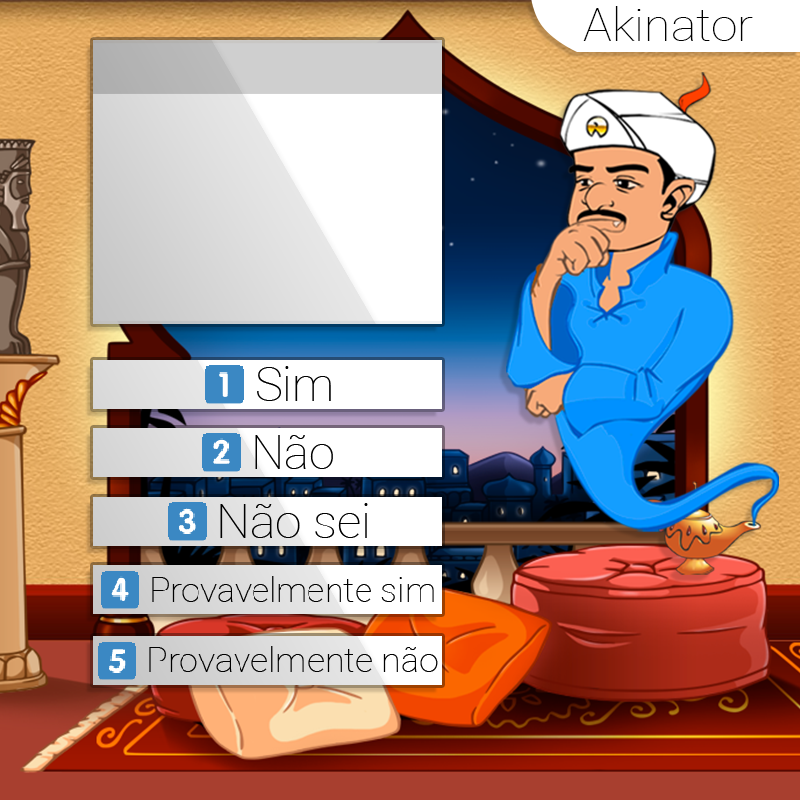 Akinator
1 Sim
2 Não
3 Não sei
4 Provavelmente sim
5 Provavelmente não